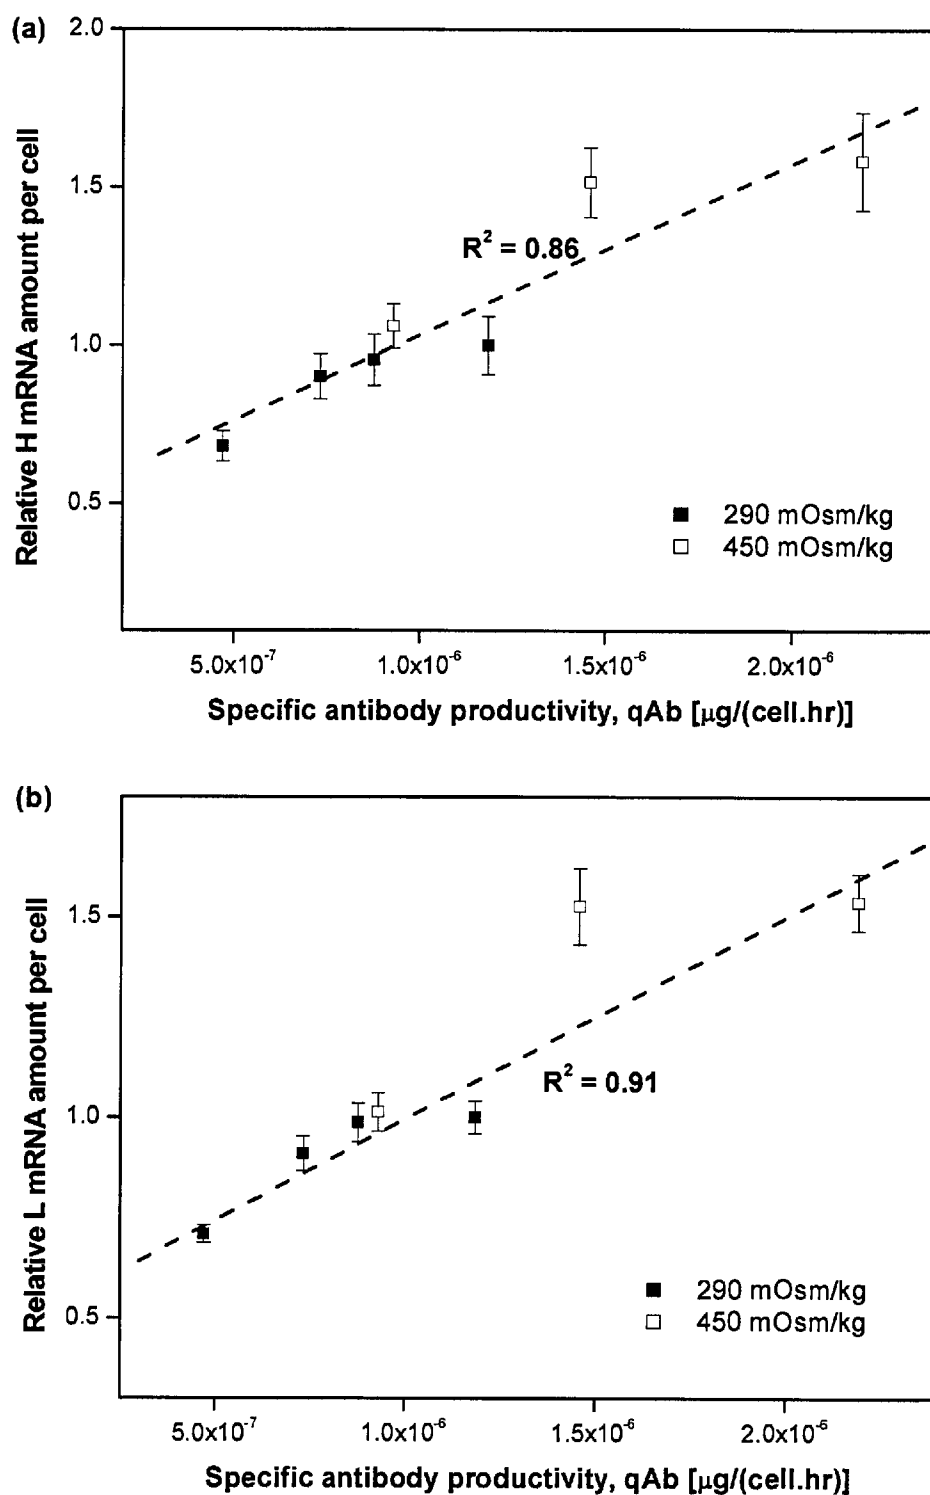 (a)
2.0
1.5
1.0
0.5
Relative H mRNA amount per cell
R² = 0.86
290 mOsm/kg
450 mOsm/kg
5.0x10⁻⁷ 1.0x10⁻⁶ 1.5x10⁻⁶ 2.0x10⁻⁶
Specific antibody productivity, qAb [μg/(cell.hr)]
(b)
1.5
1.0
0.5
Relative L mRNA amount per cell
R² = 0.91
290 mOsm/kg
450 mOsm/kg
5.0x10⁻⁷ 1.0x10⁻⁶ 1.5x10⁻⁶ 2.0x10⁻⁶
Specific antibody productivity, qAb [μg/(cell.hr)]